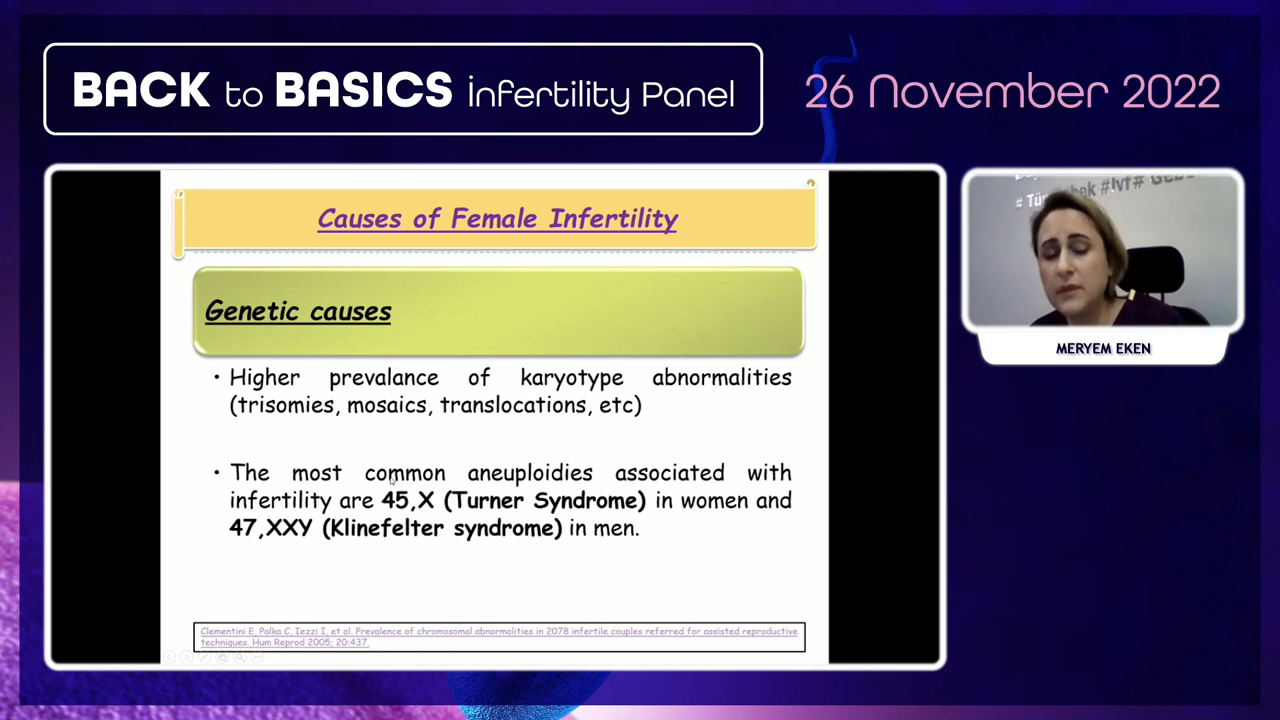 BACK to BASICS infertility Panel
26 November 2022
Causes of Female Infertility
Genetic causes
• Higher prevalance of karyotype abnormalities
(trisomies, mosaics, translocations, etc)
• The most common aneuploidies associated with
infertility are 45,X (Turner Syndrome) in women and
47,XXY (Klinefelter syndrome) in men.
Clementini E, Palka C, Iezzi I, et al. Prevalence of chromosomal abnormalities in 2078 infertile couples referred for assisted reproductive
techniques. Hum Reprod 2005; 20:437.
#ivf#
MERYEM EKEN